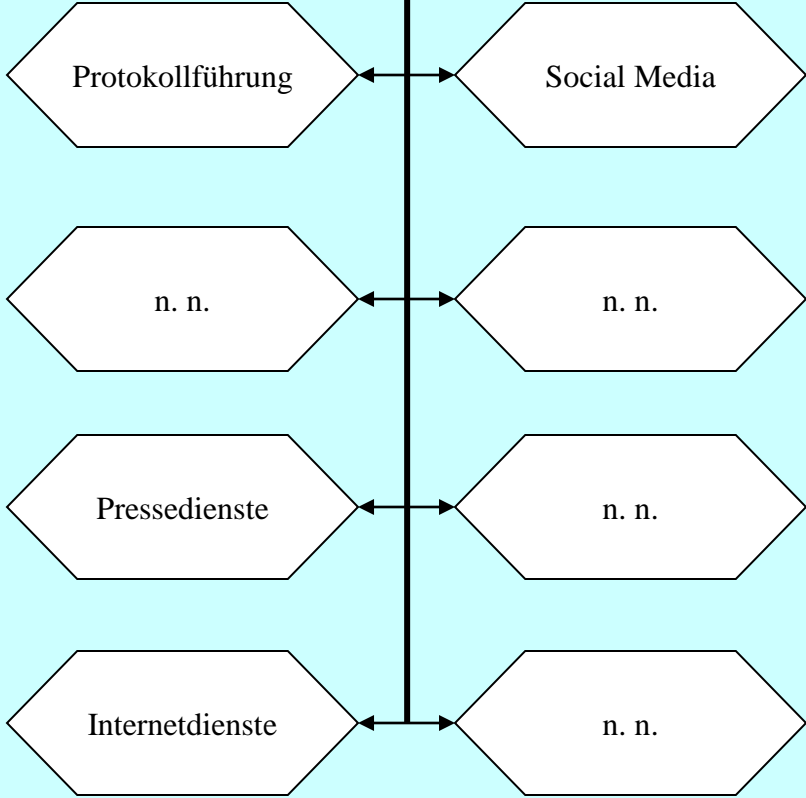 Protokollführung
Social Media
n. n.
n. n.
Pressedienste
n. n.
Internetdienste
n. n.